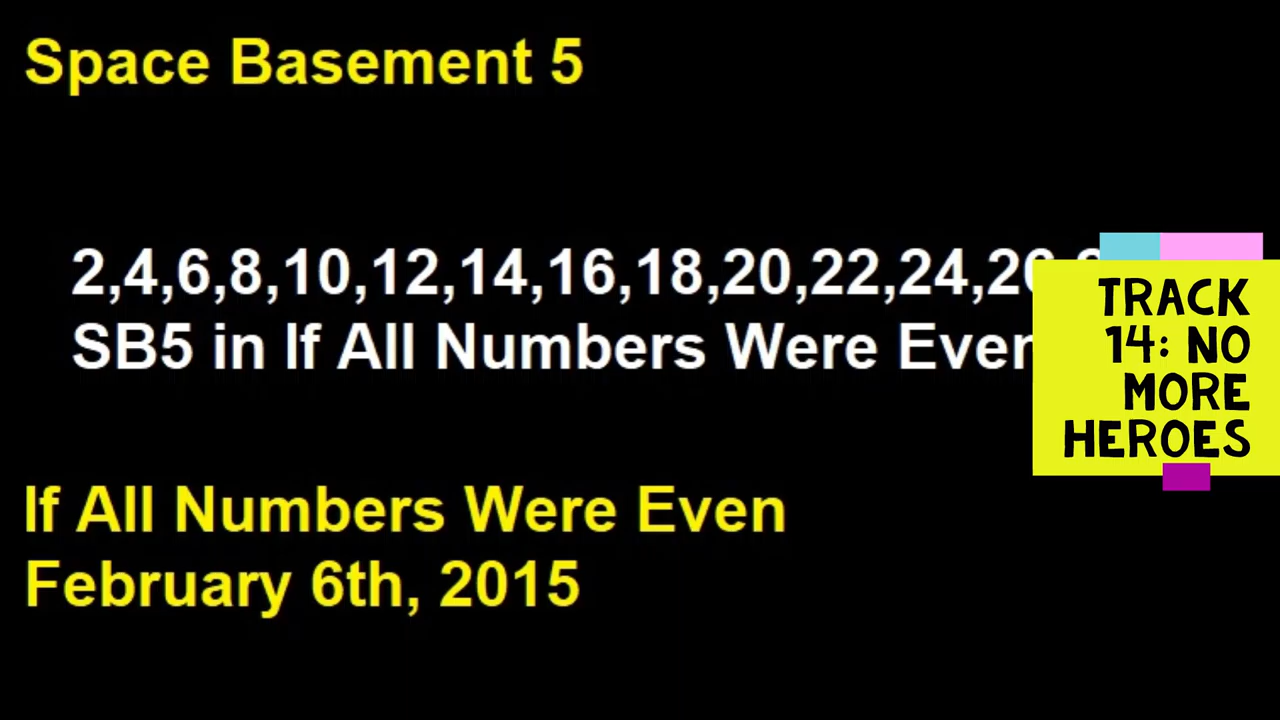 Space Basement 5
2,4,6,8,10,12,14,16,18,20,22,24,
SB5 in If All Numbers Were Even
TRACK
14: NO
MORE
HEROES
If All Numbers Were Even
February 6th, 2015